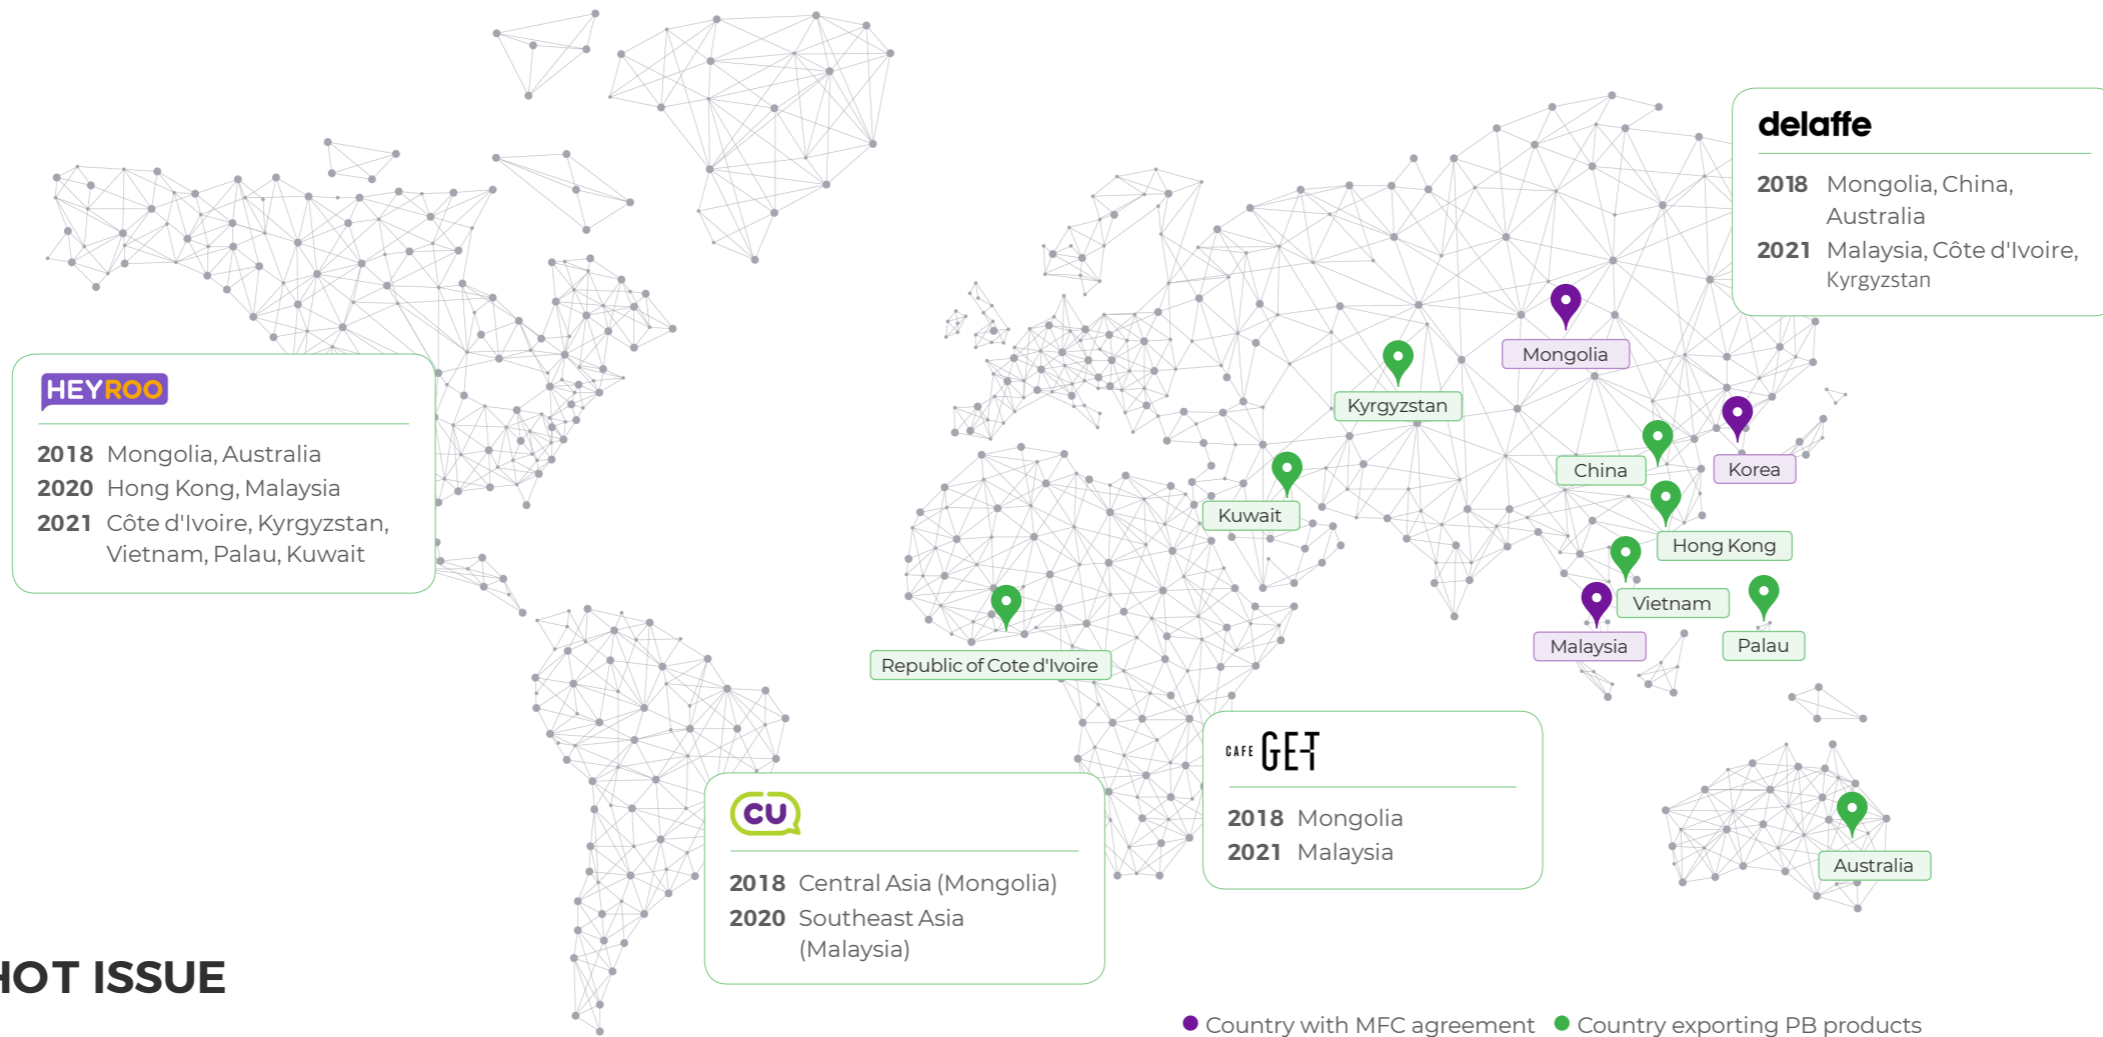 delaffe
2018 Mongolia, China,
Australia
2021 Malaysia, Côte d'Ivoire,
Kyrgyzstan
HEYROO
2018 Mongolia, Australia
2020 Hong Kong, Malaysia
2021 Côte d'Ivoire, Kyrgyzstan,
Vietnam, Palau, Kuwait
Mongolia
Kyrgyzstan
China
Korea
Kuwait
Hong Kong
Vietnam
Malaysia
Palau
Republic of Cote d'Ivoire
Australia
CU
2018 Central Asia (Mongolia)
2020 Southeast Asia
(Malaysia)
CAFE GET
2018 Mongolia
2021 Malaysia
HOT ISSUE
Country with MFC agreement
Country exporting PB products